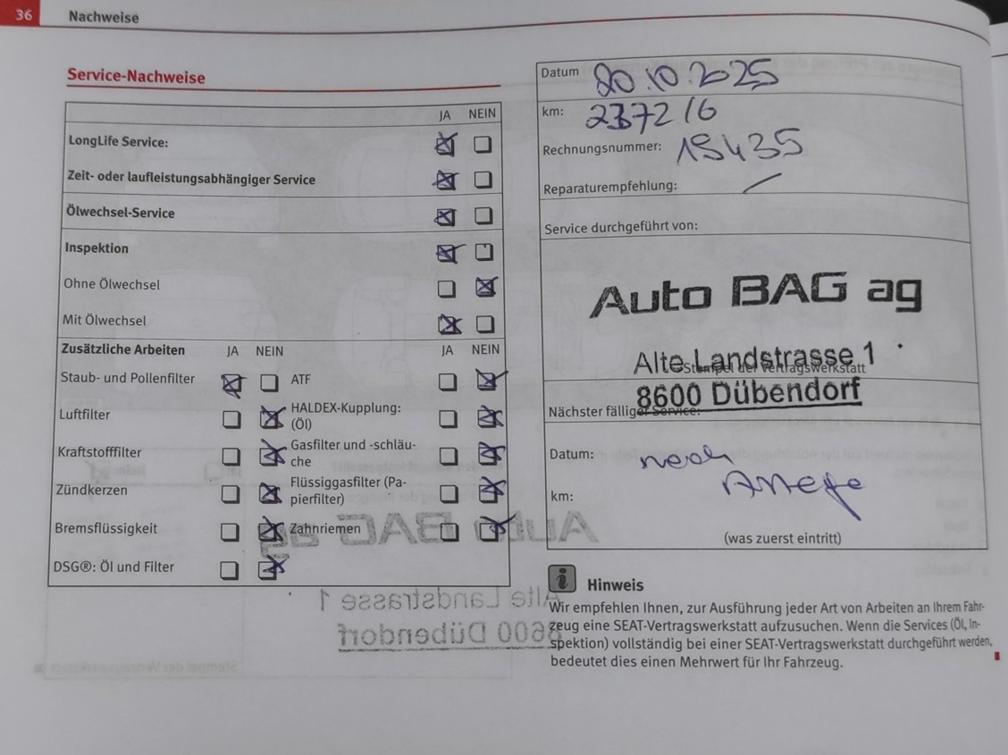 36 Nachweise
Service-Nachweise
JA NEIN
LongLife Service:
Zeit- oder laufleistungsabhängiger Service
Ölwechsel-Service
Inspektion
Ohne Ölwechsel
Mit Ölwechsel
Zusätzliche Arbeiten JA NEIN JA NEIN
Staub- und Pollenfilter ATF
Luftfilter HALDEX-Kupplung:
(Öl)
Kraftstofffilter Gasfilter und -schläu-
che
Zündkerzen Flüssiggasfilter (Pa-
pierfilter)
Bremsflüssigkeit Zahnriemen
DSG®: Öl und Filter
Datum 20.10.2025
km:
Rechnungsnummer:
Reparaturempfehlung:
Service durchgeführt von:
Auto BAG ag
Alte Landstrasse 1
Stempel der Vertragswerkstatt
8600 Dübendorf
Nächster fälliger Service:
Datum: nach
km: Anzeige
(was zuerst eintritt)
Hinweis
Wir empfehlen Ihnen, zur Ausführung jeder Art von Arbeiten an Ihrem Fahr-
zeug eine SEAT-Vertragswerkstatt aufzusuchen. Wenn die Services (Öl, In-
spektion) vollständig bei einer SEAT-Vertragswerkstatt durchgeführt werden,
bedeutet dies einen Mehrwert für Ihr Fahrzeug.